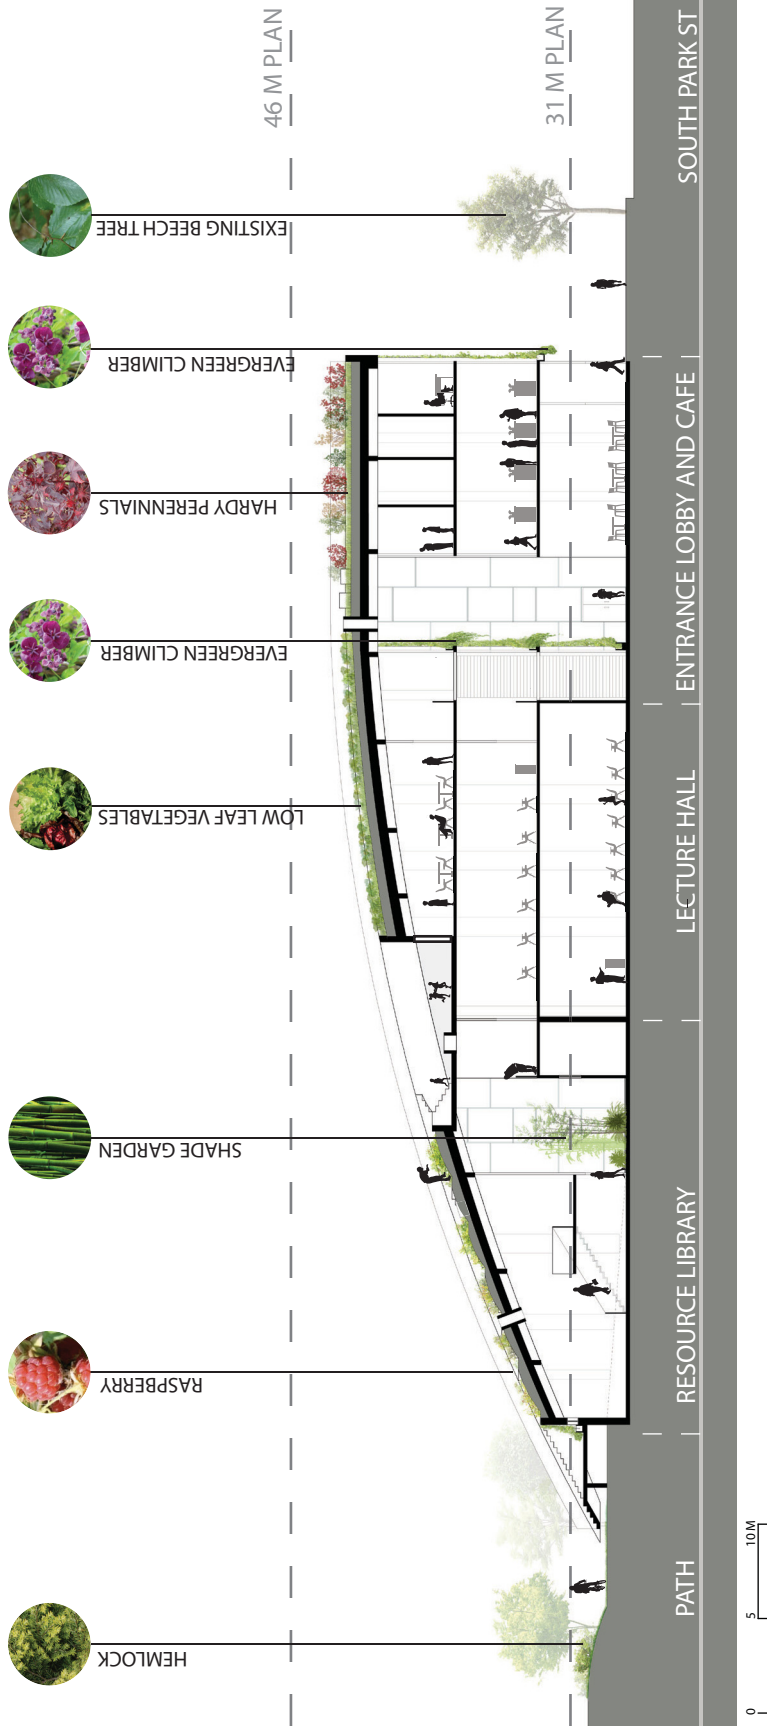 46 M PLAN
31 M PLAN
HEMLOCK
RASPBERRY
SHADE GARDEN
LOW LEAF VEGETABLES
EVERGREEN CLIMBER
HARDY PERENNIALS
EVERGREEN CLIMBER
EXISTING BEECH TREE
PATH
RESOURCE LIBRARY
LECTURE HALL
ENTRANCE LOBBY AND CAFE
SOUTH PARK ST
0
5
10 M